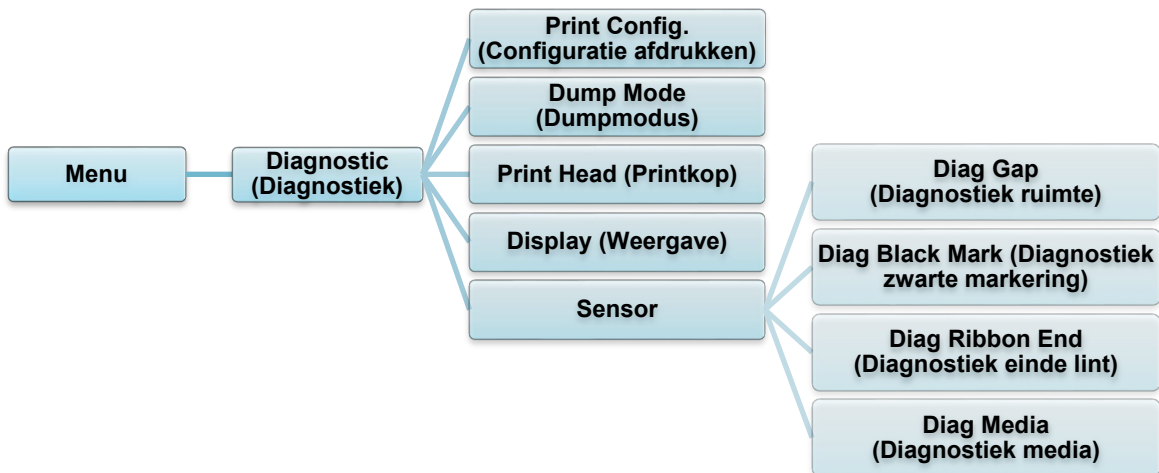 Menu
Diagnostic
(Diagnostiek)
Print Config.
(Configuratie afdrukken)
Dump Mode
(Dumpmodus)
Print Head (Printkop)
Display (Weergave)
Sensor
Diag Gap
(Diagnostiek ruimte)
Diag Black Mark (Diagnostiek
zwarte markering)
Diag Ribbon End
(Diagnostiek einde lint)
Diag Media
(Diagnostiek media)